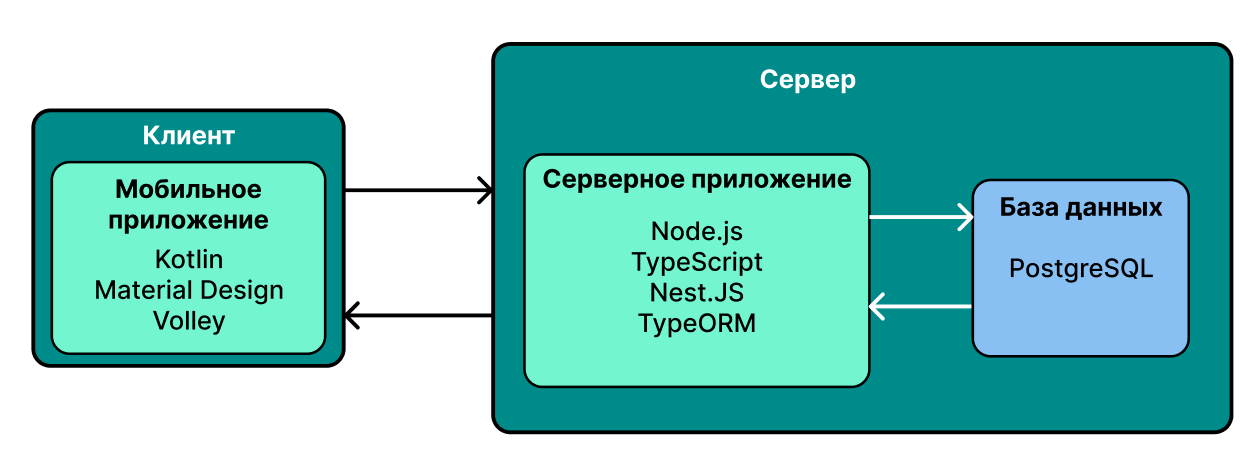 Клиент
Мобильное
приложение
Kotlin
Material Design
Volley
Сервер
Серверное приложение
Node.js
TypeScript
Nest.JS
TypeORM
База данных
PostgreSQL